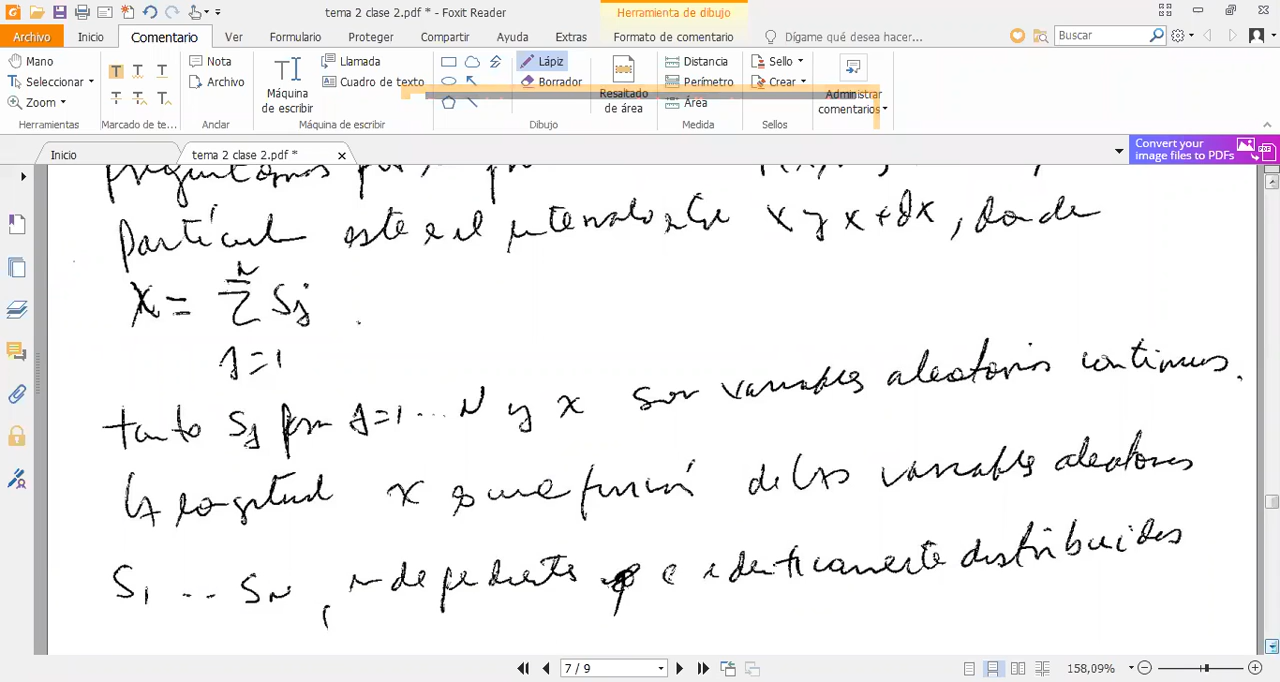 tema 2 clase 2.pdf * - Foxit Reader
Herramienta de dibujo
Archivo Inicio Comentario Ver Formulario Proteger Compartir Ayuda Extras Formato de comentario Dígame qué desea hacer... Buscar
Mano
Seleccionar
Zoom
Herramientas
T T T
T T T
Marcado de te...
Nota
Archivo
Anclar
Máquina
de escribir
Llamada
Cuadro de texto
Máquina de escribir
Lápiz
Borrador
Dibujo
Resaltado
de área
Distancia
Perímetro
Área
Medida
Sello
Crear
Sellos
Administrar
comentarios
Inicio
tema 2 clase 2.pdf *
Convert your
image files to PDFs
particul este e el intervalo x y x+dx, donde
N
X = Σ Sj
j=1
tanto Sj para j=1...N y x son variables aleatorias continuas.
La longitud x es una función de las variables aleatorias
S1 ... SN, independientes e identicamente distribuidas
7 / 9
158,09%